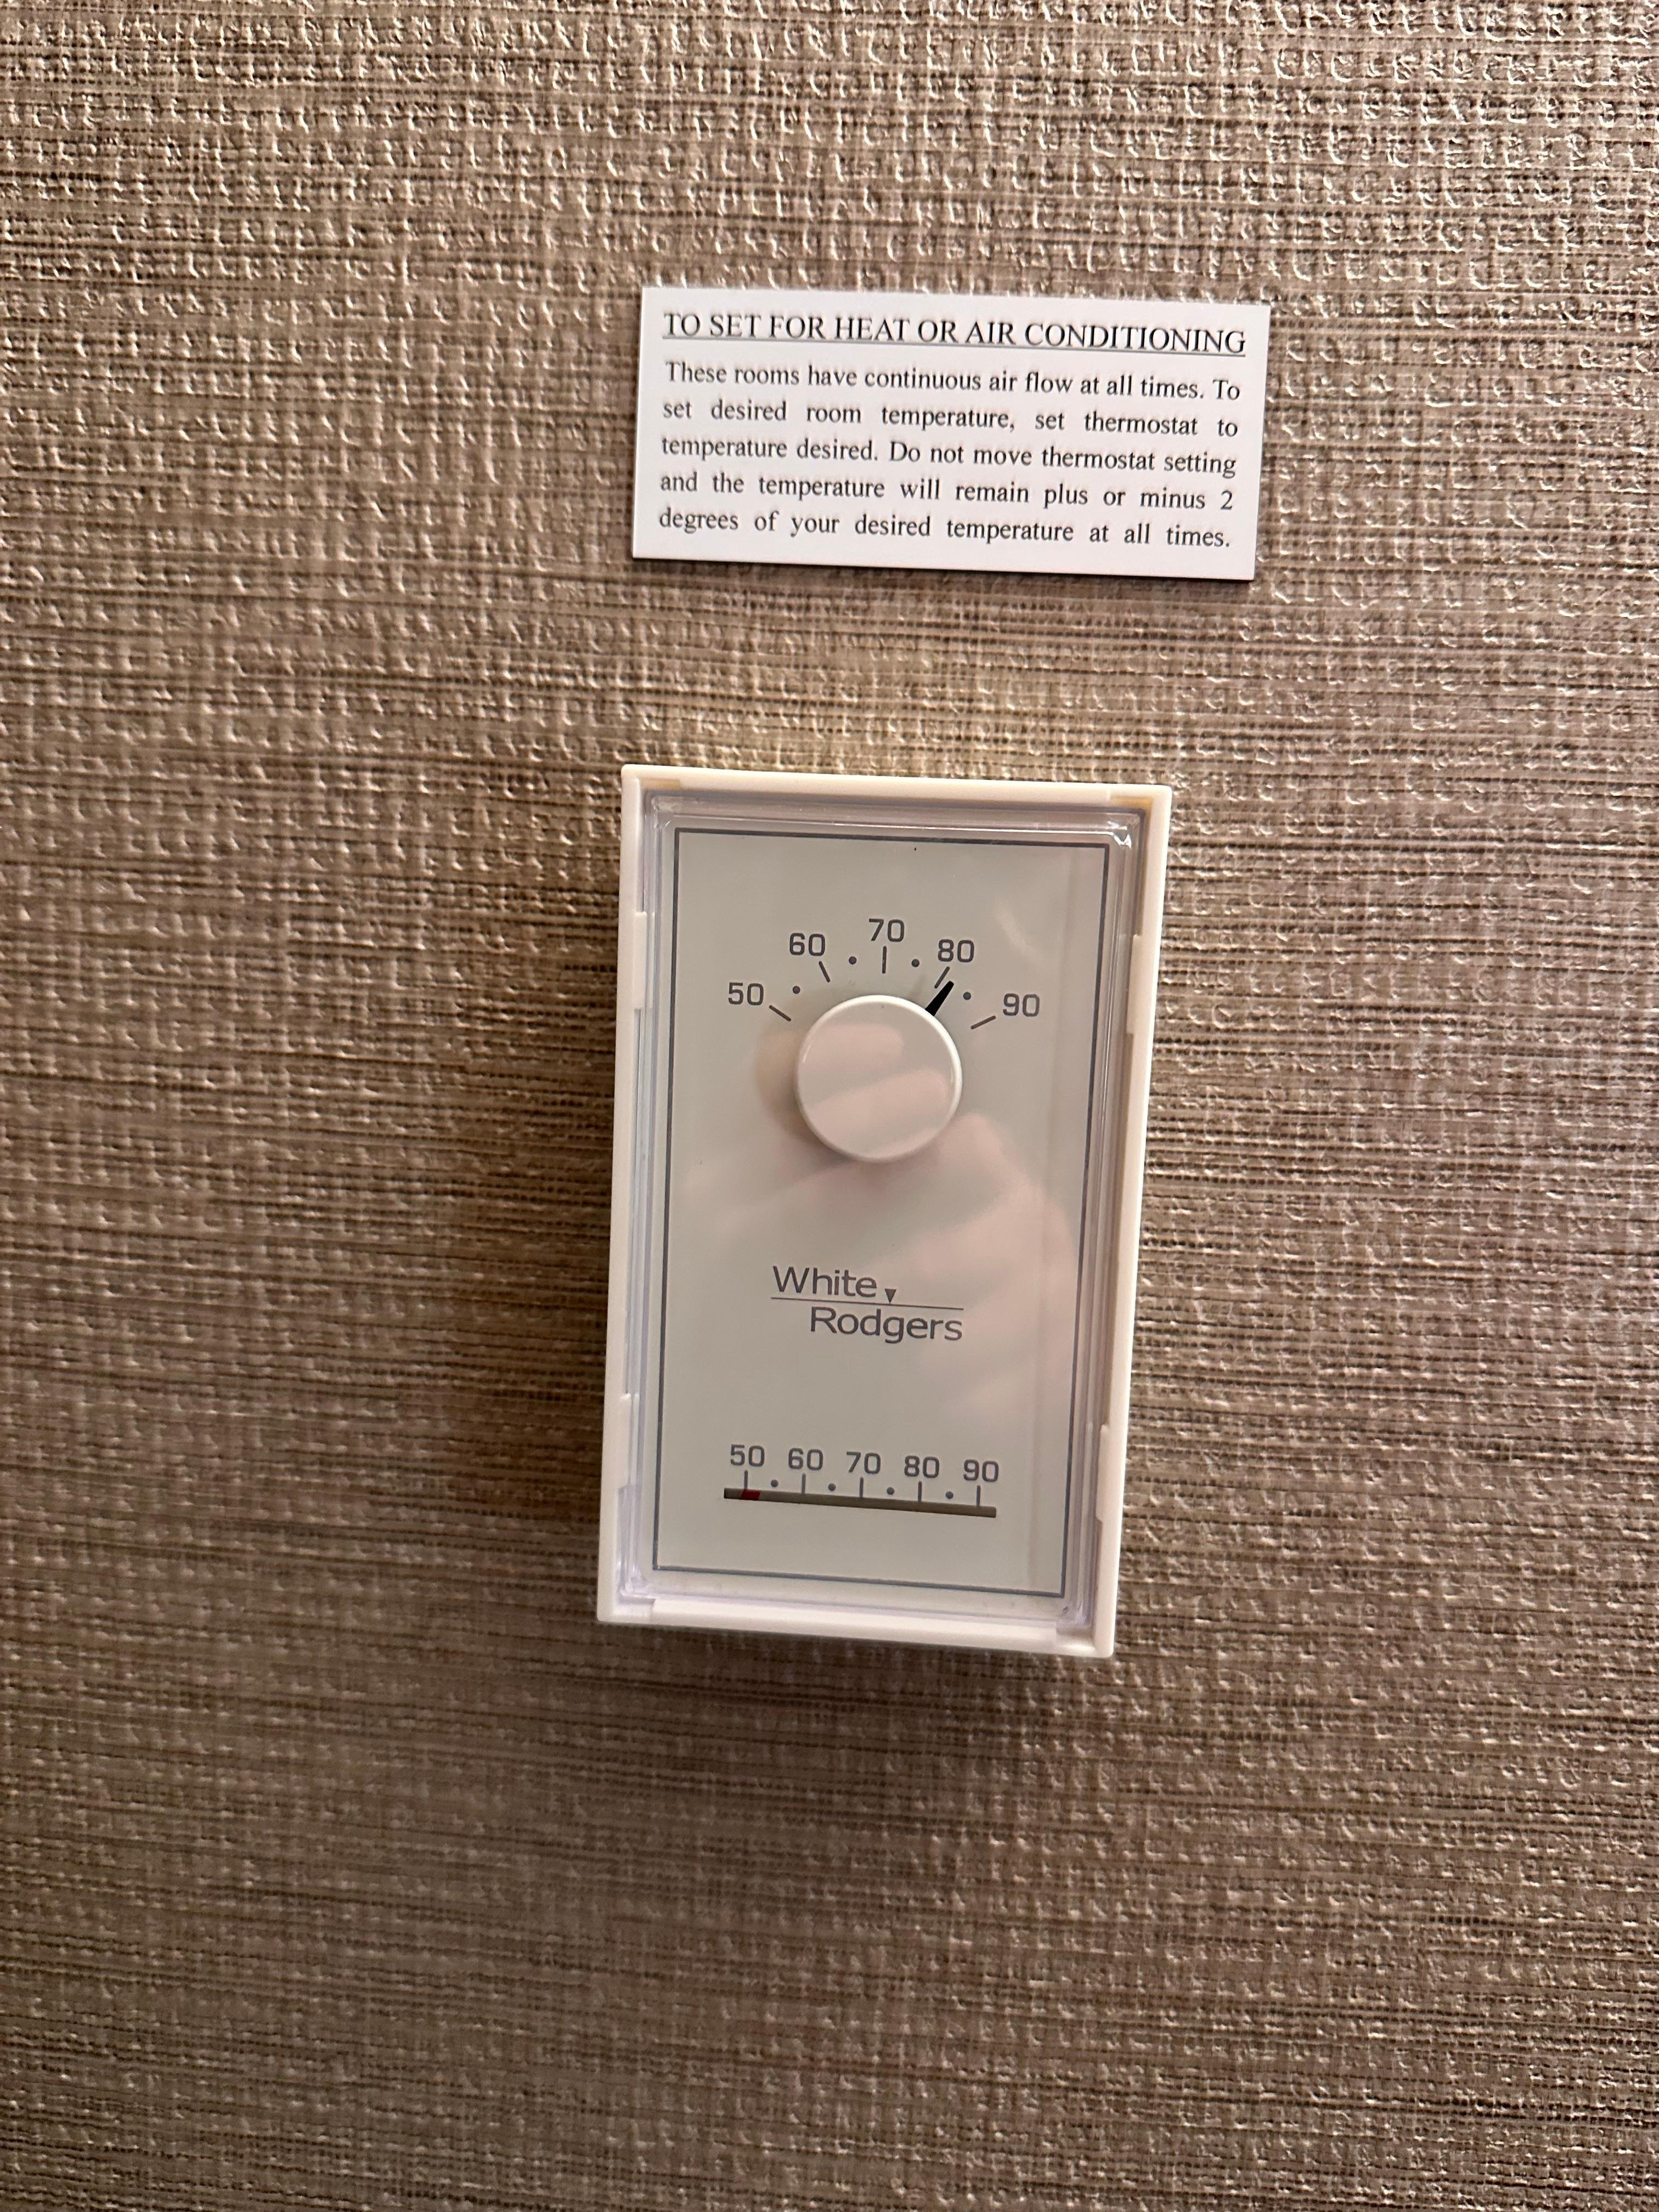 TO SET FOR HEAT OR AIR CONDITIONING
These rooms have continuous air flow at all times. To
set desired room temperature, set thermostat to
temperature desired. Do not move thermostat setting
and the temperature will remain plus or minus 2
degrees of your desired temperature at all times.
50 60 70 80 90
White
Rodgers
50 60 70 80 90